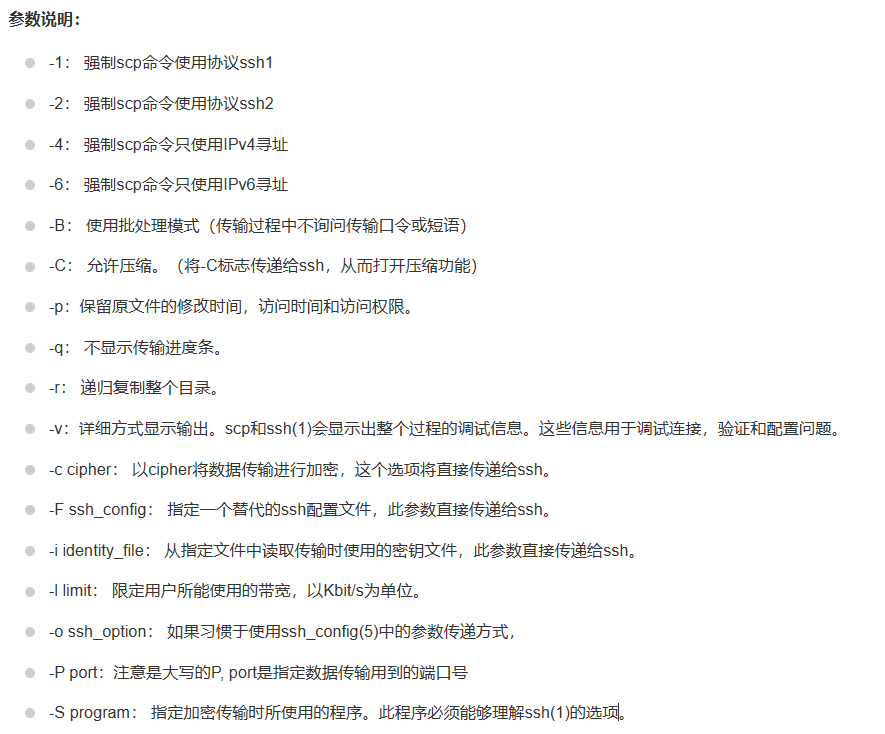 参数说明：
-1： 强制scp命令使用协议ssh1
-2： 强制scp命令使用协议ssh2
-4： 强制scp命令只使用IPv4寻址
-6： 强制scp命令只使用IPv6寻址
-B： 使用批处理模式（传输过程中不询问传输口令或短语）
-C： 允许压缩。（将-C标志传递给ssh，从而打开压缩功能）
-p：保留原文件的修改时间，访问时间和访问权限。
-q： 不显示传输进度条。
-r： 递归复制整个目录。
-v：详细方式显示输出。scp和ssh(1)会显示出整个过程的调试信息。这些信息用于调试连接，验证和配置问题。
-c cipher： 以cipher将数据传输进行加密，这个选项将直接传递给ssh。
-F ssh_config： 指定一个替代的ssh配置文件，此参数直接传递给ssh。
-i identity_file： 从指定文件中读取传输时使用的密钥文件，此参数直接传递给ssh。
-l limit： 限定用户所能使用的带宽，以Kbit/s为单位。
-o ssh_option： 如果习惯于使用ssh_config(5)中的参数传递方式，
-P port：注意是大写的P, port是指定数据传输用到的端口号
-S program： 指定加密传输时所使用的程序。此程序必须能够理解ssh(1)的选项。